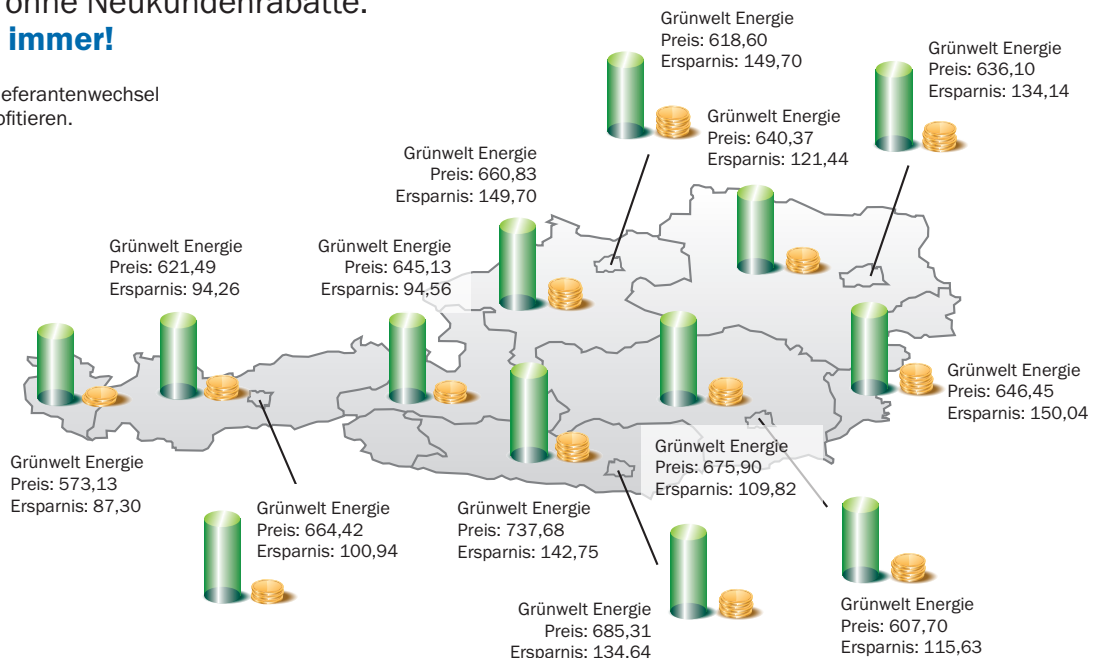 ohne Neukundenrabatte.
immer!
eferantenwechsel
ofitieren.
Grünwelt Energie
Preis: 618,60
Ersparnis: 149,70
Grünwelt Energie
Preis: 636,10
Ersparnis: 134,14
Grünwelt Energie
Preis: 640,37
Ersparnis: 121,44
Grünwelt Energie
Preis: 660,83
Ersparnis: 149,70
Grünwelt Energie
Preis: 621,49
Ersparnis: 94,26
Grünwelt Energie
Preis: 645,13
Ersparnis: 94,56
Grünwelt Energie
Preis: 646,45
Ersparnis: 150,04
Grünwelt Energie
Preis: 675,90
Ersparnis: 109,82
Grünwelt Energie
Preis: 573,13
Ersparnis: 87,30
Grünwelt Energie
Preis: 664,42
Ersparnis: 100,94
Grünwelt Energie
Preis: 737,68
Ersparnis: 142,75
Grünwelt Energie
Preis: 685,31
Ersparnis: 134,64
Grünwelt Energie
Preis: 607,70
Ersparnis: 115,63